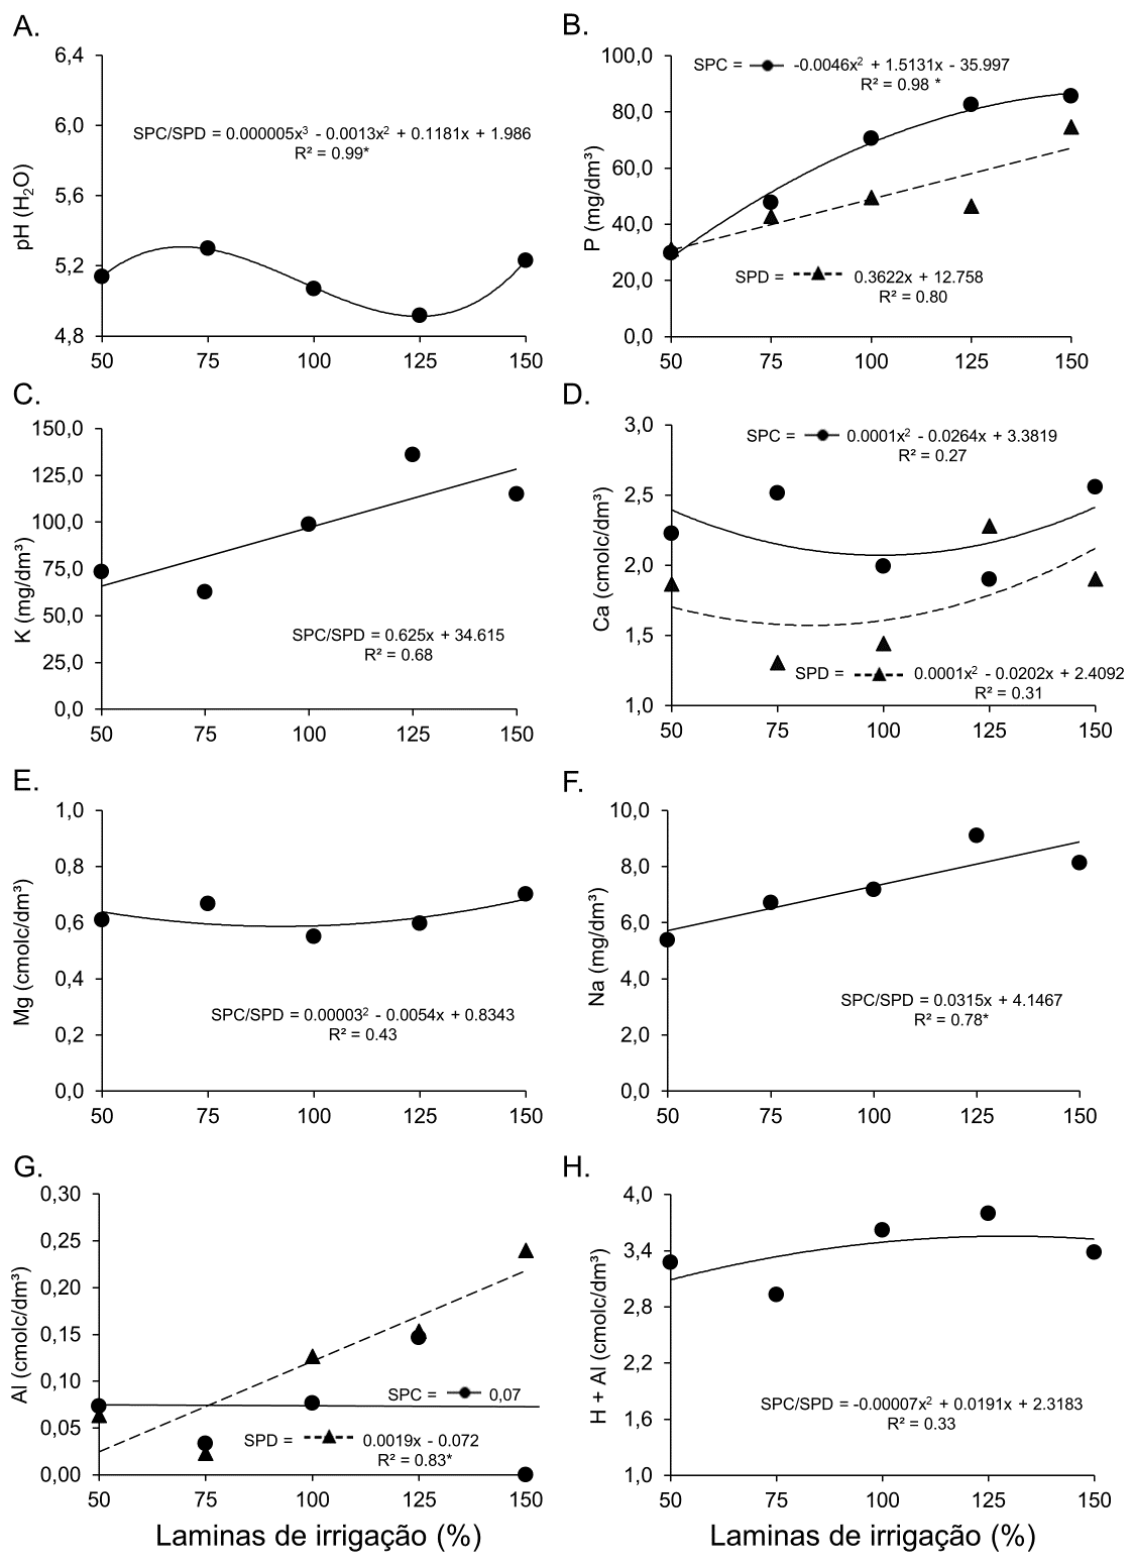 A.
6,4
6,0
5,6
5,2
4,8
pH (H₂O)
SPC/SPD = 0.000005x³ - 0.0013x² + 0.1181x + 1.986
R² = 0.99*
50 75 100 125 150
B.
100,0
80,0
60,0
40,0
20,0
0,0
P (mg/dm³)
SPC = -0.0046x² + 1.5131x - 35.997
R² = 0.98 *
SPD = 0.3622x + 12.758
R² = 0.80
50 75 100 125 150
C.
150,0
125,0
100,0
75,0
50,0
25,0
0,0
K (mg/dm³)
SPC/SPD = 0.625x + 34.615
R² = 0.68
50 75 100 125 150
D.
3,0
2,5
2,0
1,5
1,0
Ca (cmolc/dm³)
SPC = 0.0001x² - 0.0264x + 3.3819
R² = 0.27
SPD = 0.0001x² - 0.0202x + 2.4092
R² = 0.31
50 75 100 125 150
E.
1,0
0,8
0,6
0,4
0,2
0,0
Mg (cmolc/dm³)
SPC/SPD = 0.00003² - 0.0054x + 0.8343
R² = 0.43
50 75 100 125 150
F.
10,0
8,0
6,0
4,0
2,0
0,0
Na (mg/dm³)
SPC/SPD = 0.0315x + 4.1467
R² = 0.78*
50 75 100 125 150
G.
0,30
0,25
0,20
0,15
0,10
0,05
0,00
Al (cmolc/dm³)
SPC = 0,07
SPD = 0.0019x - 0.072
R² = 0.83*
50 75 100 125 150
Laminas de irrigação (%)
H.
4,0
3,4
2,8
2,2
1,6
1,0
H + Al (cmolc/dm³)
SPC/SPD = -0.00007x² + 0.0191x + 2.3183
R² = 0.33
50 75 100 125 150
Laminas de irrigação (%)